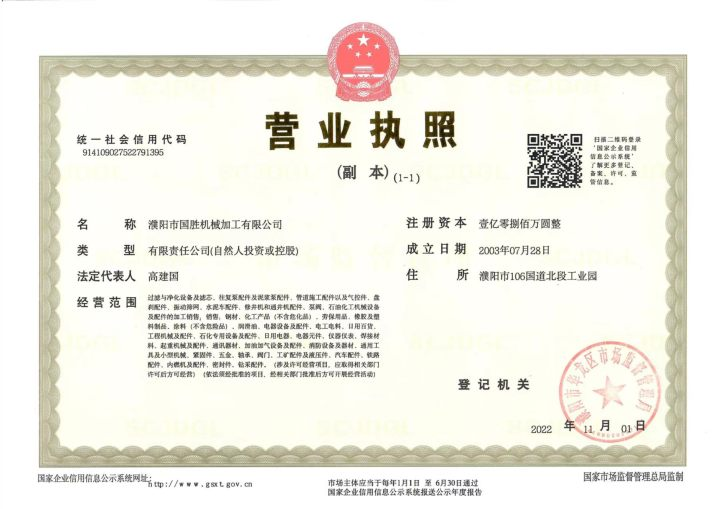 营业执照
(副 本) (1-1)
统一社会信用代码
914109027522791395
扫描二维码登录
'国家企业信用
信息公示系统'
了解更多登记、
备案、许可、监
管信息。
名 称 濮阳市国胜机械加工有限公司
类 型 有限责任公司(自然人投资或控股)
法定代表人 高建国
经营范围 过滤与净化设备及滤芯、往复泵配件及泥浆泵配件、管道施工配件以及气控件、盘
刹配件、振动筛网、水泥车配件、修井机和通井机配件、泵阀、石油化工机械设备
及配件的加工销售，销售：钢材、化工产品（不含危化品）、劳保用品、橡胶及塑
料制品、涂料（不含危险品）、润滑油、电器设备及配件、电工电料、日用百货、
工程机械及配件、石化专用设备及配件、日用电器、电器元件、仪器仪表、焊接材
料、起重机械及配件、通讯器材、加油加气设备及配件、消防设备及器材、通用工
具及小型机械、紧固件、五金、轴承、阀门、工矿配件及液压件、汽车配件、铁路
配件、内燃机及配件、密封件、钻采配件。（涉及许可经营项目，应取得相关部门
许可后方可经营）（依法须经批准的项目，经相关部门批准后方可开展经营活动）
注册资本 壹亿零捌佰万圆整
成立日期 2003年07月28日
住 所 濮阳市106国道北段工业园
登记机关
濮阳市华龙区市场监督管理局
2022 年 11 月 01 日
国家企业信用信息公示系统网址: http://www.gsxt.gov.cn
市场主体应当于每年1月1日 至 6月30日通过
国家企业信用信息公示系统报送公示年度报告
国家市场监督管理总局监制